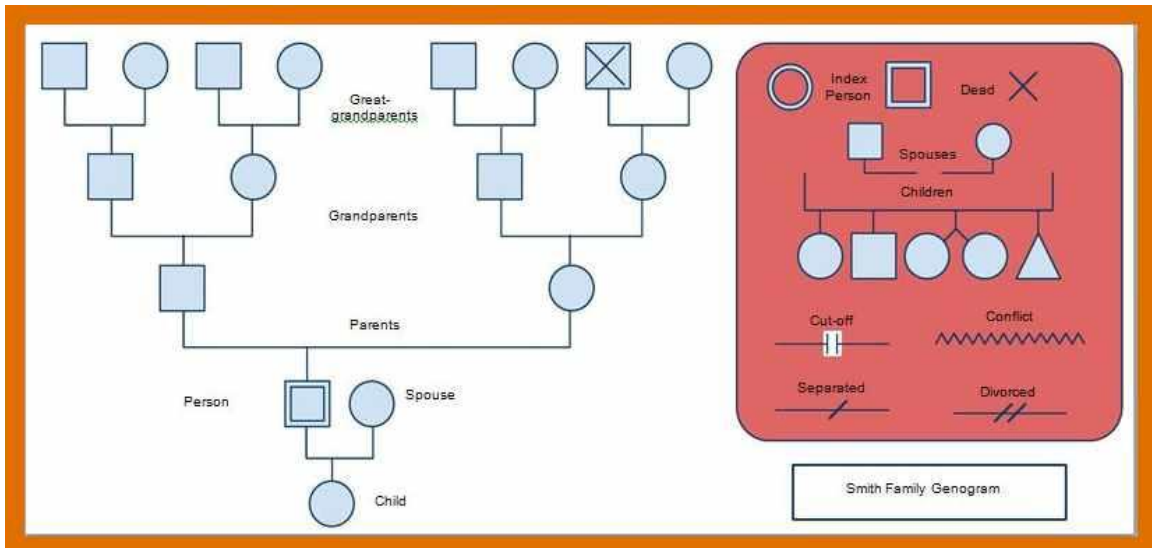 Great-
grandparents
Grandparents
Parents
Person
Spouse
Child
Index
Person
Dead
Spouses
Children
Cut-off
Conflict
Separated
Divorced
Smith Family Genogram